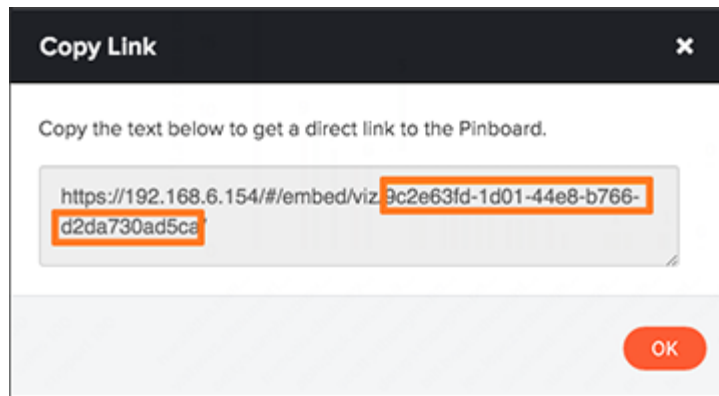 Copy Link ×
Copy the text below to get a direct link to the Pinboard.
https://192.168.6.154/#/embed/viz/9c2e63fd-1d01-44e8-b766-
d2da730ad5ca/
OK